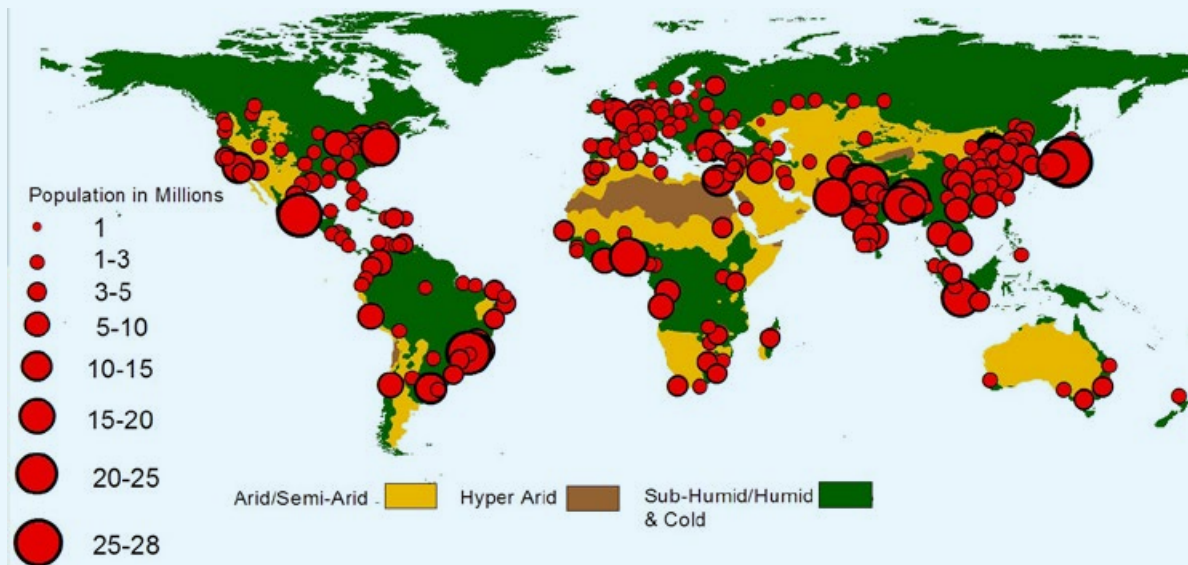 Population in Millions
1
1-3
3-5
5-10
10-15
15-20
20-25
25-28
Arid/Semi-Arid
Hyper Arid
Sub-Humid/Humid
& Cold